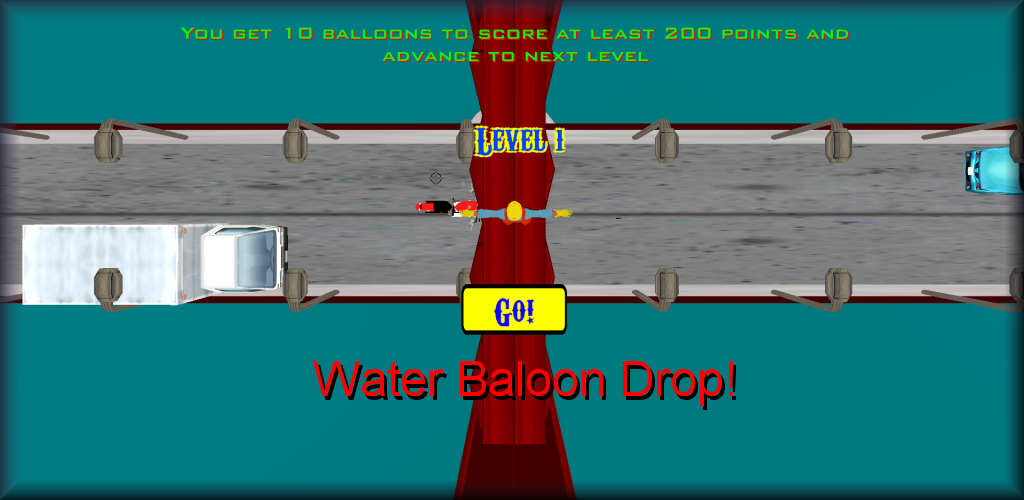 You get 10 balloons to score at least 200 points and
advance to next level
Level 1
Go!
Water Baloon Drop!